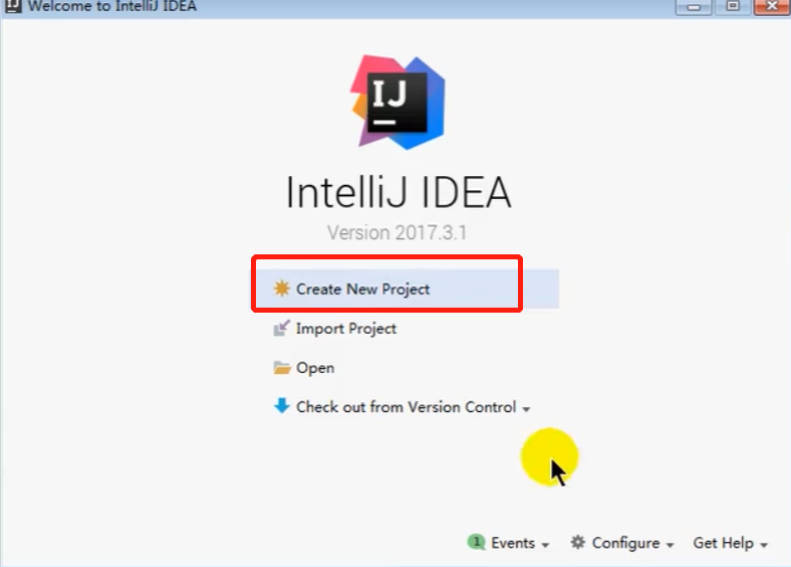 Welcome to IntelliJ IDEA
IJ
IntelliJ IDEA
Version 2017.3.1
Create New Project
Import Project
Open
Check out from Version Control
1 Events Configure Get Help